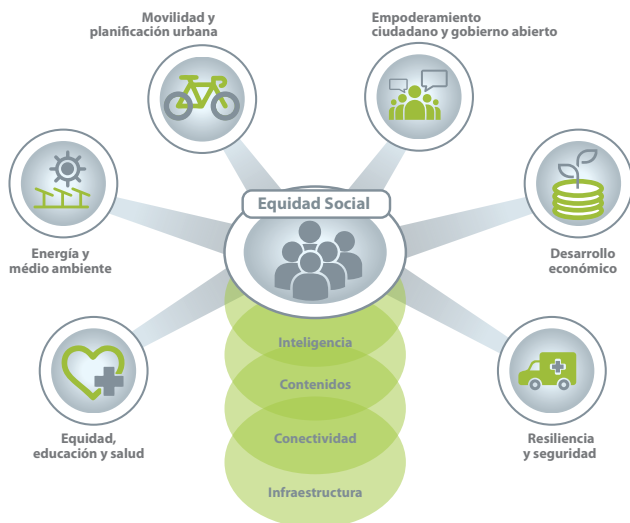 Movilidad y
planificación urbana
Empoderamiento
ciudadano y gobierno abierto
Equidad Social
Energía y
médio ambiente
Desarrollo
económico
Inteligencia
Contenidos
Conectividad
Infraestructura
Equidad,
educación y salud
Resiliencia
y seguridad